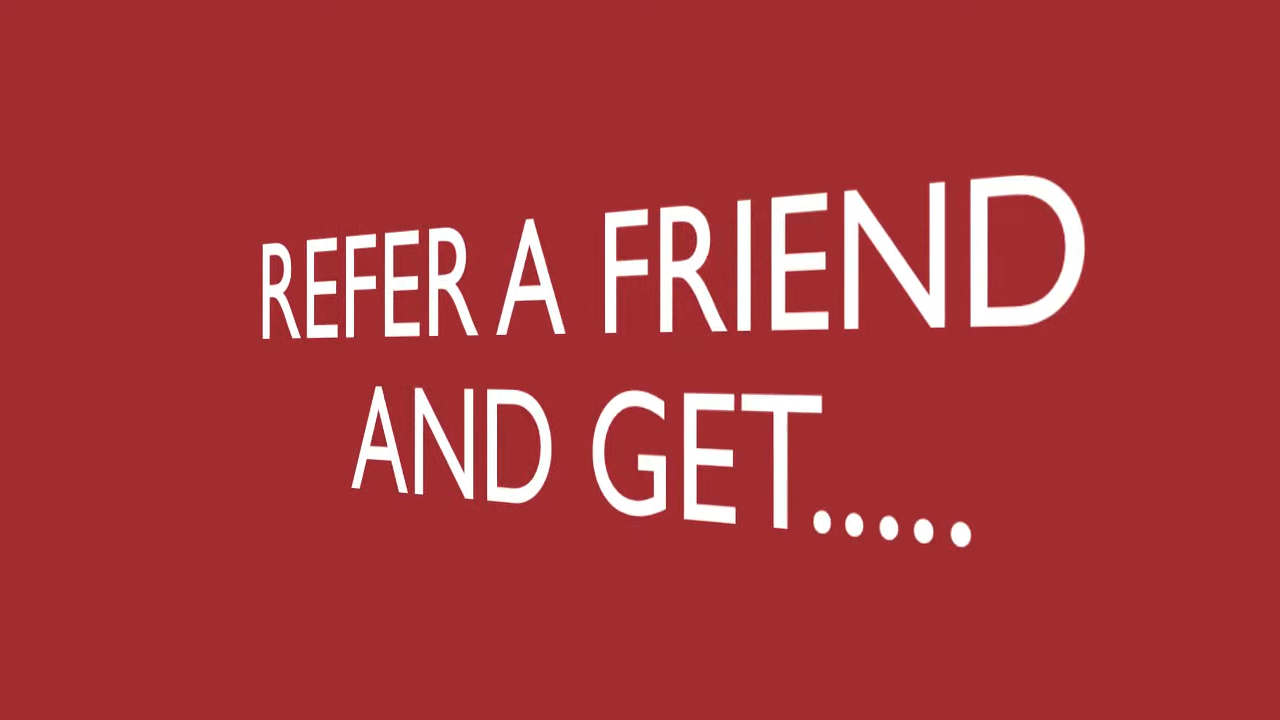 REFER A FRIEND
AND GET.....